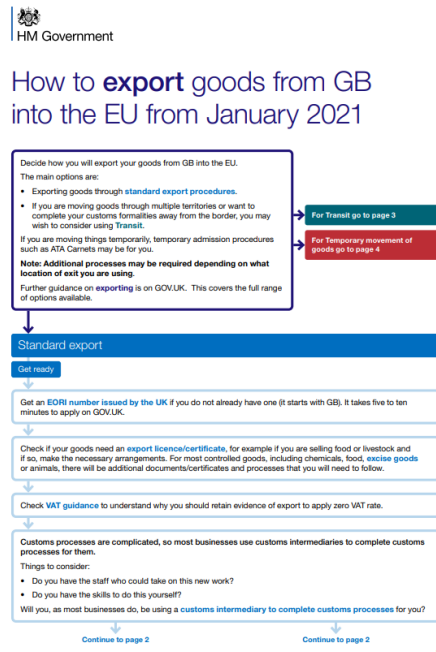 HM Government
How to export goods from GB
into the EU from January 2021
Decide how you will export your goods from GB into the EU.
The main options are:
• Exporting goods through standard export procedures.
• If you are moving goods through multiple territories or want to
complete your customs formalities away from the border, you may
wish to consider using Transit.
If you are moving things temporarily, temporary admission procedures
such as ATA Carnets may be for you.
Note: Additional processes may be required depending on what
location of exit you are using.
Further guidance on exporting is on GOV.UK. This covers the full range
of options available.
For Transit go to page 3
For Temporary movement of
goods go to page 4
Standard export
Get ready
Get an EORI number issued by the UK if you do not already have one (it starts with GB). It takes five to ten
minutes to apply on GOV.UK.
Check if your goods need an export licence/certificate, for example if you are selling food or livestock and
if so, make the necessary arrangements. For most controlled goods, including chemicals, food, excise goods
or animals, there will be additional documents/certificates and processes that you will need to follow.
Check VAT guidance to understand why you should retain evidence of export to apply zero VAT rate.
Customs processes are complicated, so most businesses use customs intermediaries to complete customs
processes for them.
Things to consider:
• Do you have the staff who could take on this new work?
• Do you have the skills to do this yourself?
Will you, as most businesses do, be using a customs intermediary to complete customs processes for you?
Continue to page 2
Continue to page 2